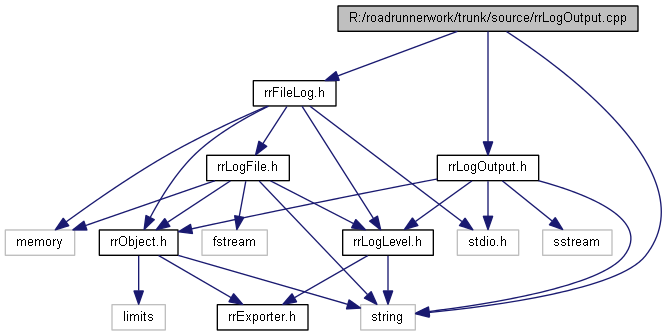 R:/roadrunnerwork/trunk/source/rrLogOutput.cpp
rrFileLog.h
rrLogFile.h
rrLogOutput.h
memory
rrObject.h
fstream
rrLogLevel.h
stdio.h
sstream
limits
rrExporter.h
string